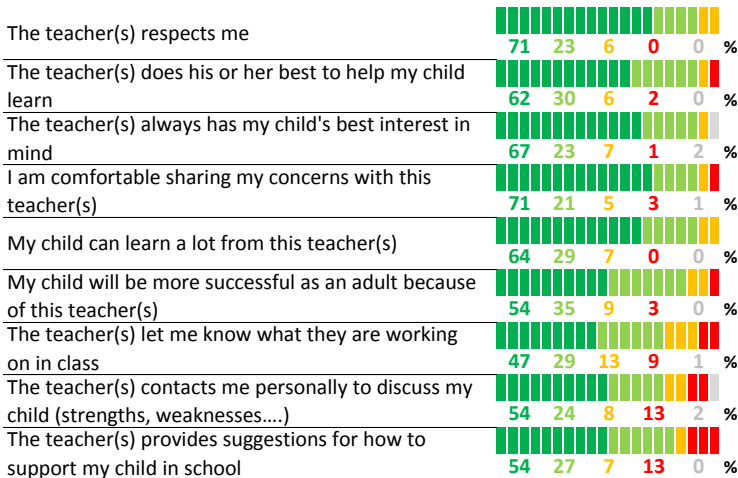 The teacher(s) respects me
71 23 6 0 0 %
The teacher(s) does his or her best to help my child
learn
62 30 6 2 0 %
The teacher(s) always has my child's best interest in
mind
67 23 7 1 2 %
I am comfortable sharing my concerns with this
teacher(s)
71 21 5 3 1 %
My child can learn a lot from this teacher(s)
64 29 7 0 0 %
My child will be more successful as an adult because
of this teacher(s)
54 35 9 3 0 %
The teacher(s) let me know what they are working
on in class
47 29 13 9 1 %
The teacher(s) contacts me personally to discuss my
child (strengths, weaknesses....)
54 24 8 13 2 %
The teacher(s) provides suggestions for how to
support my child in school
54 27 7 13 0 %